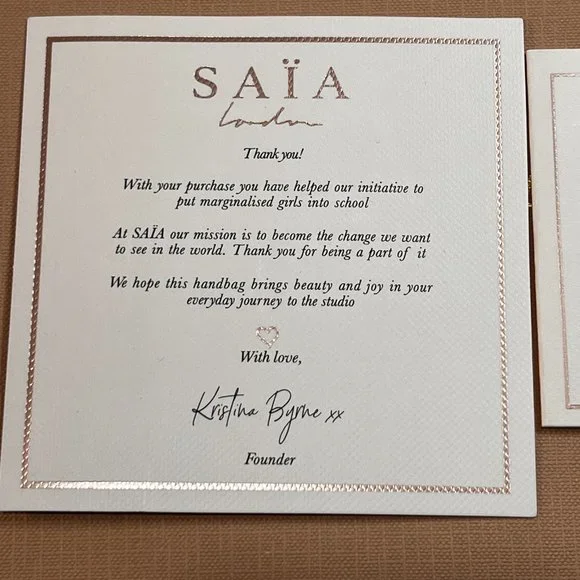 SAÏA
London
Thank you!
With your purchase you have helped our initiative to
put marginalised girls into school
At SAÏA our mission is to become the change we want
to see in the world. Thank you for being a part of it
We hope this handbag brings beauty and joy in your
everyday journey to the studio
With love,
Kristina Byrne xx
Founder